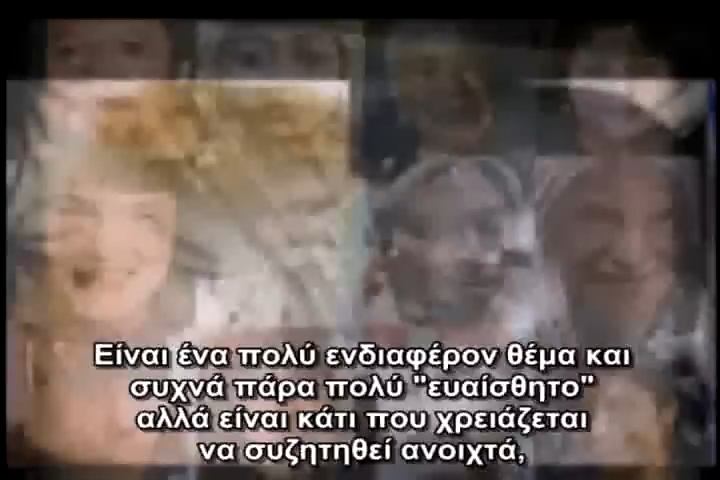 Είναι ένα πολύ ενδιαφέρον θέμα και
συχνά πάρα πολύ "ευαίσθητο"
αλλά είναι κάτι που χρειάζεται
να συζητηθεί ανοιχτά,